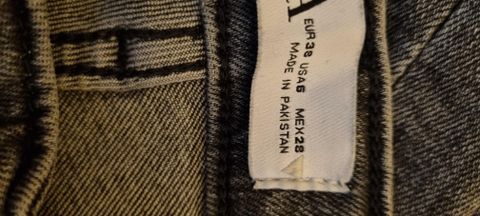 A
EUR 38 USA 6 MEX 28
MADE IN PAKISTAN